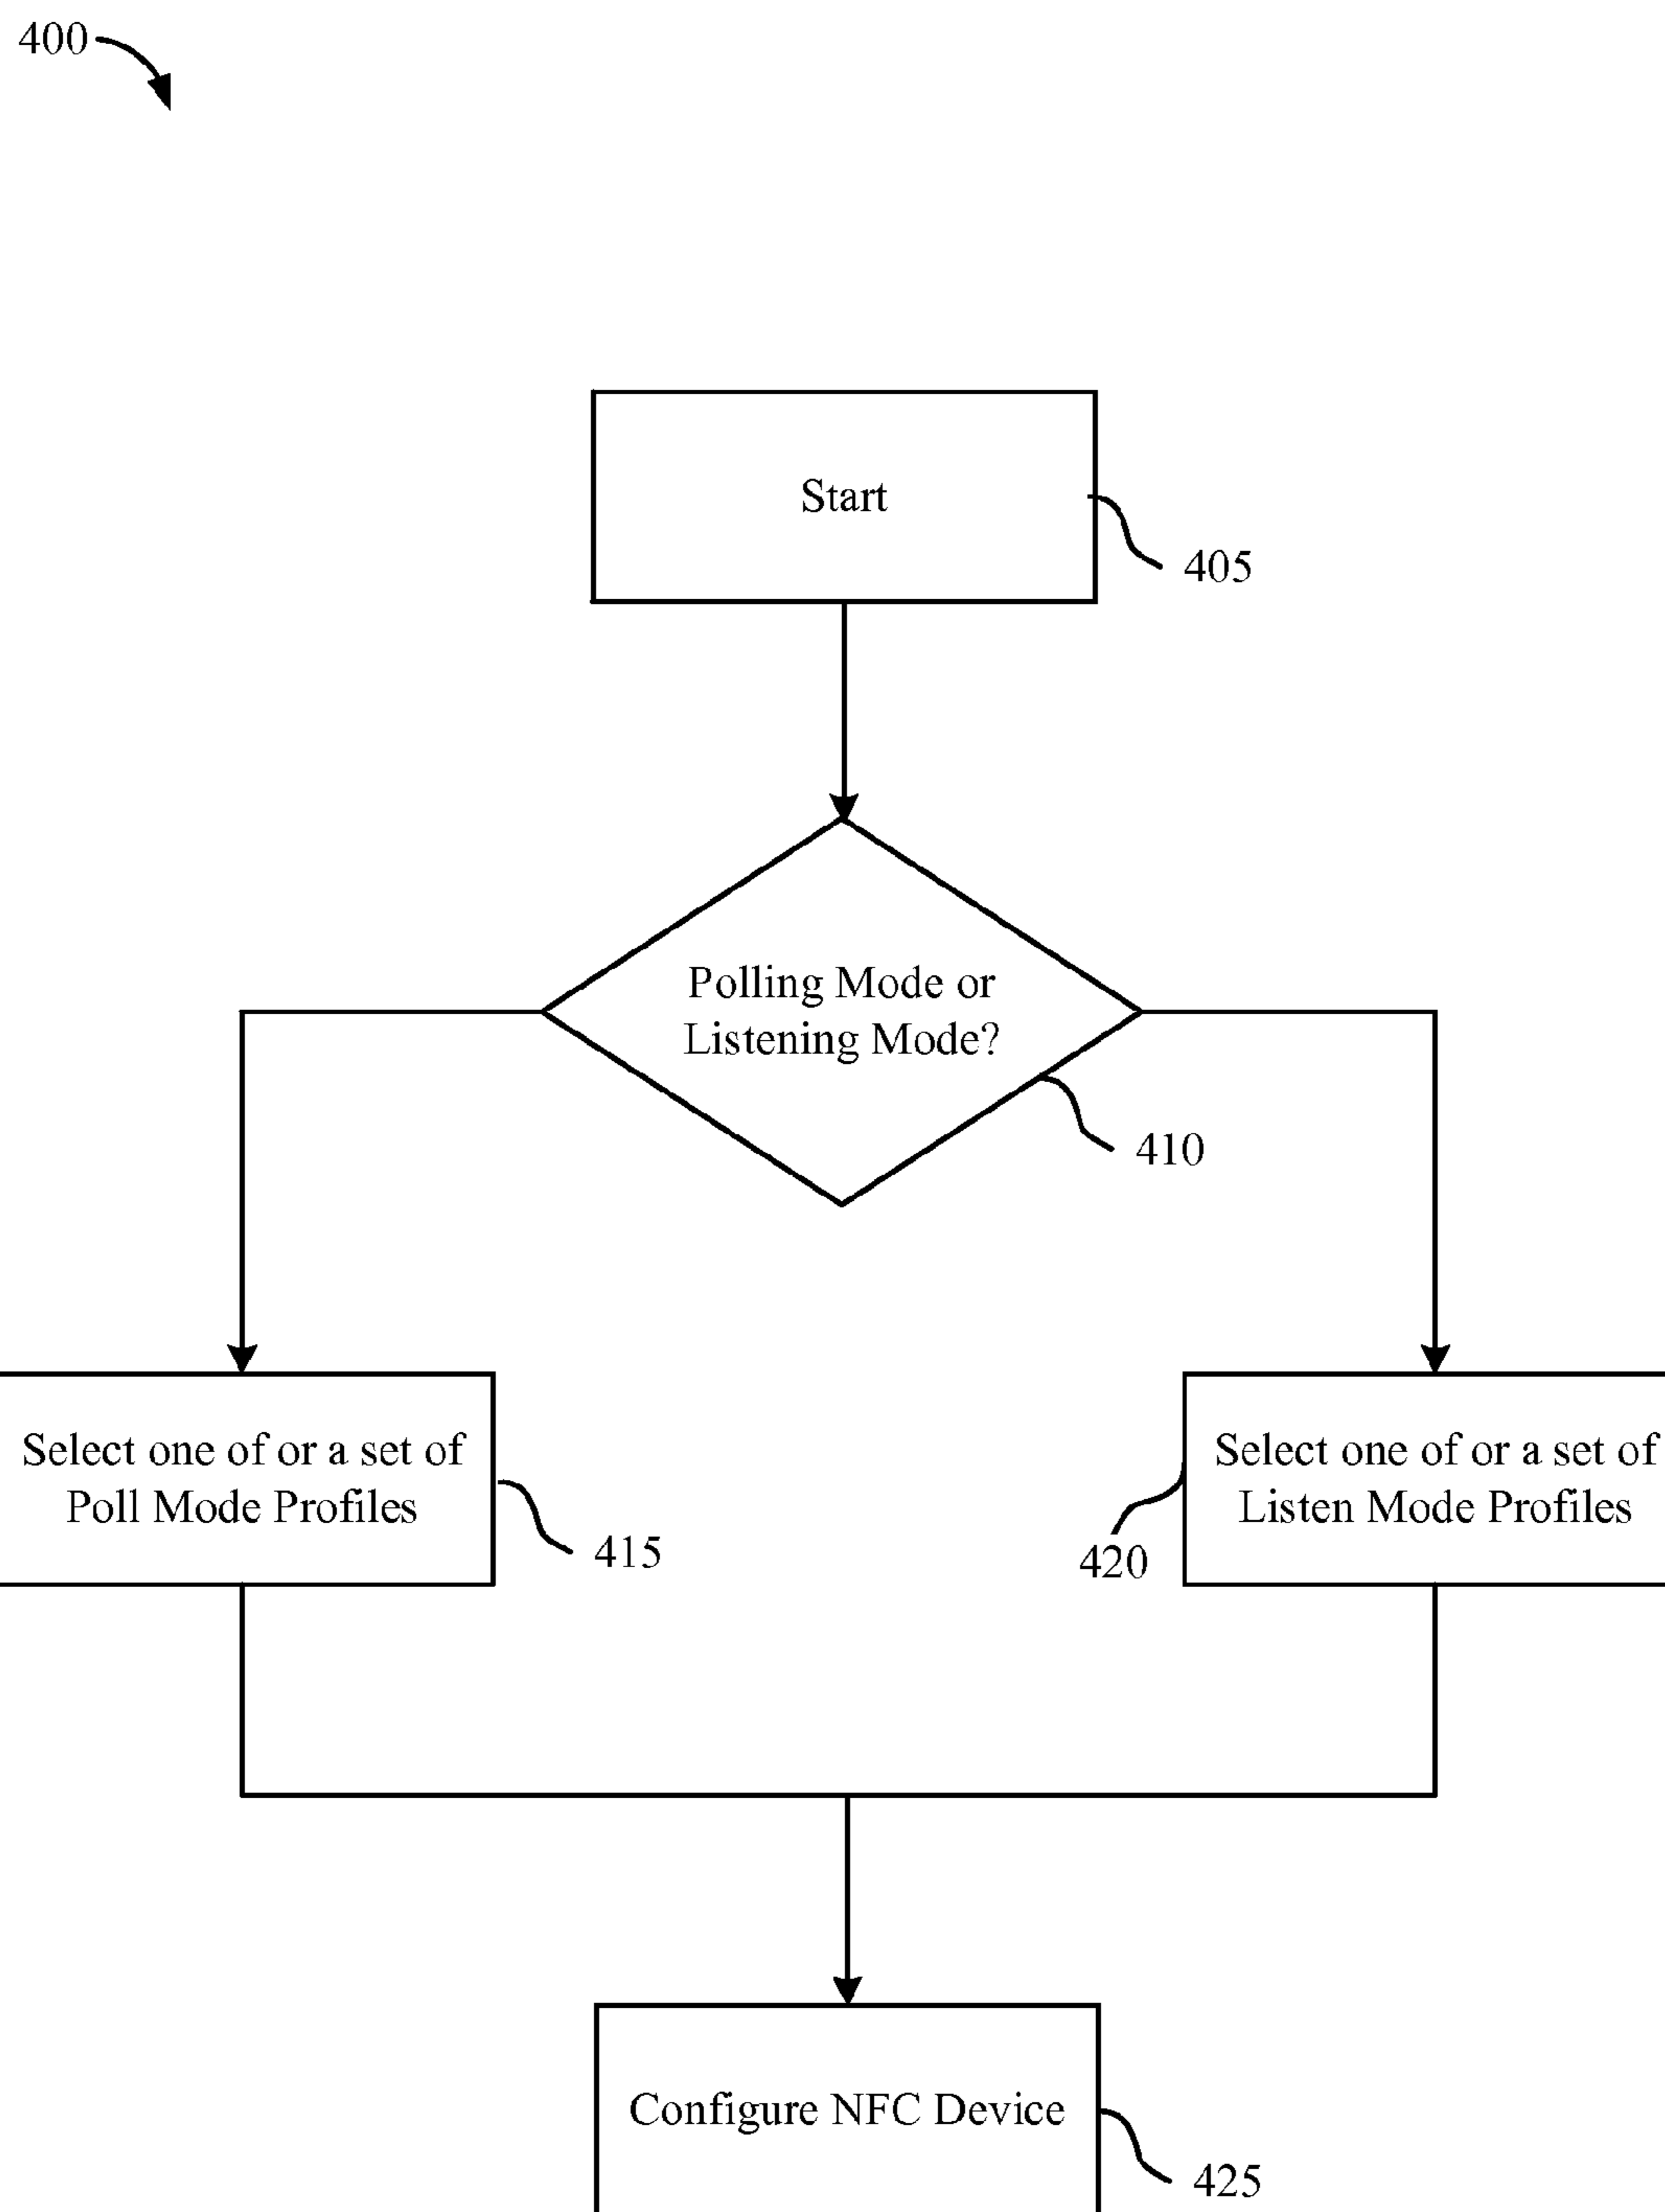 400
Start
405
Polling Mode or
Listening Mode?
410
Select one of or a set of
Poll Mode Profiles
415
Select one of or a set of
Listen Mode Profiles
420
Configure NFC Device
425